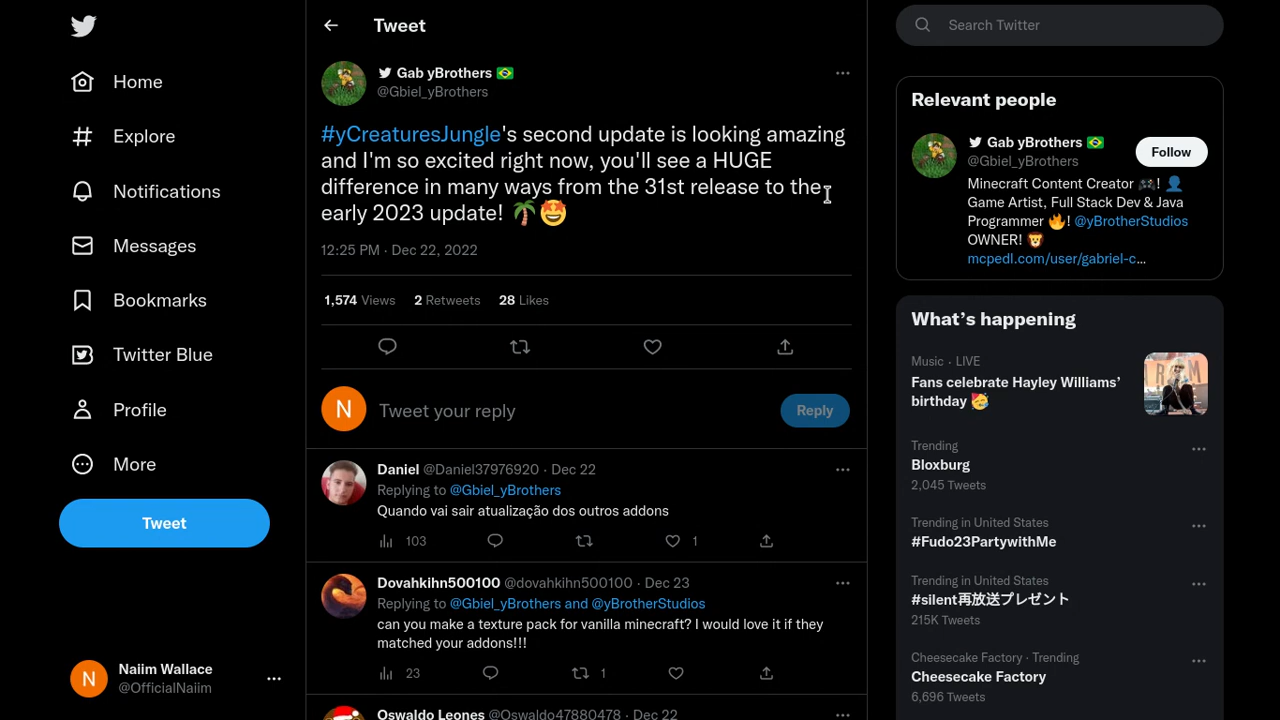 Home
Explore
Notifications
Messages
Bookmarks
Twitter Blue
Profile
More
Tweet
N
Naiim Wallace
@OfficialNaiim
Tweet
Gab yBrothers 🇧🇷
@Gbiel_yBrothers
#yCreaturesJungle's second update is looking amazing
and I'm so excited right now, you'll see a HUGE
difference in many ways from the 31st release to the
early 2023 update! 🌴🤩
12:25 PM · Dec 22, 2022
1,574 Views 2 Retweets 28 Likes
N
Tweet your reply
Reply
Daniel @Daniel37976920 · Dec 22
Replying to @Gbiel_yBrothers
Quando vai sair atualização dos outros addons
103 1
Dovahkihn500100 @dovahkihn500100 · Dec 23
Replying to @Gbiel_yBrothers and @yBrotherStudios
can you make a texture pack for vanilla minecraft? I would love it if they
matched your addons!!!
23 1
Oswaldo Leones @Oswaldo47880478 · Dec 22
Search Twitter
Relevant people
Gab yBrothers 🇧🇷
@Gbiel_yBrothers
Follow
Minecraft Content Creator 🎮! 👤
Game Artist, Full Stack Dev & Java
Programmer 🔥! @yBrotherStudios
OWNER! 🦁
mcpedl.com/user/gabriel-c…
What's happening
Music · LIVE
Fans celebrate Hayley Williams’
birthday 🥳
Trending
Bloxburg
2,045 Tweets
Trending in United States
#Fudo23PartywithMe
Trending in United States
#silent再放送プレゼント
215K Tweets
Cheesecake Factory · Trending
Cheesecake Factory
6,696 Tweets